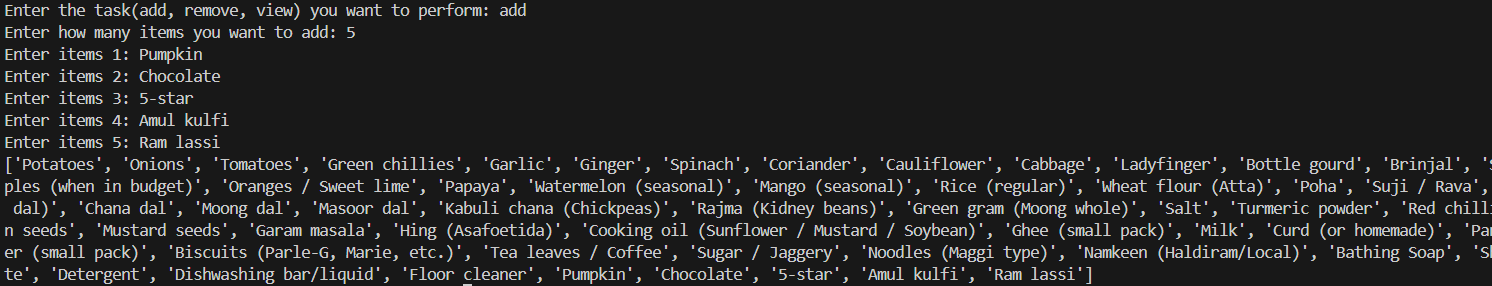 Enter the task(add, remove, view) you want to perform: add
Enter how many items you want to add: 5
Enter items 1: Pumpkin
Enter items 2: Chocolate
Enter items 3: 5-star
Enter items 4: Amul kulfi
Enter items 5: Ram lassi
['Potatoes', 'Onions', 'Tomatoes', 'Green chillies', 'Garlic', 'Ginger', 'Spinach', 'Coriander', 'Cauliflower', 'Cabbage', 'Ladyfinger', 'Bottle gourd', 'Brinjal',
ples (when in budget)', 'Oranges / Sweet lime', 'Papaya', 'Watermelon (seasonal)', 'Mango (seasonal)', 'Rice (regular)', 'Wheat flour (Atta)', 'Poha', 'Suji / Rava',
dal)', 'Chana dal', 'Moong dal', 'Masoor dal', 'Kabuli chana (Chickpeas)', 'Rajma (Kidney beans)', 'Green gram (Moong whole)', 'Salt', 'Turmeric powder', 'Red chilli
n seeds', 'Mustard seeds', 'Garam masala', 'Hing (Asafoetida)', 'Cooking oil (Sunflower / Mustard / Soybean)', 'Ghee (small pack)', 'Milk', 'Curd (or homemade)', 'Pan
er (small pack)', 'Biscuits (Parle-G, Marie, etc.)', 'Tea leaves / Coffee', 'Sugar / Jaggery', 'Noodles (Maggi type)', 'Namkeen (Haldiram/Local)', 'Bathing Soap', 'Sh
te', 'Detergent', 'Dishwashing bar/liquid', 'Floor cleaner', 'Pumpkin', 'Chocolate', '5-star', 'Amul kulfi', 'Ram lassi']